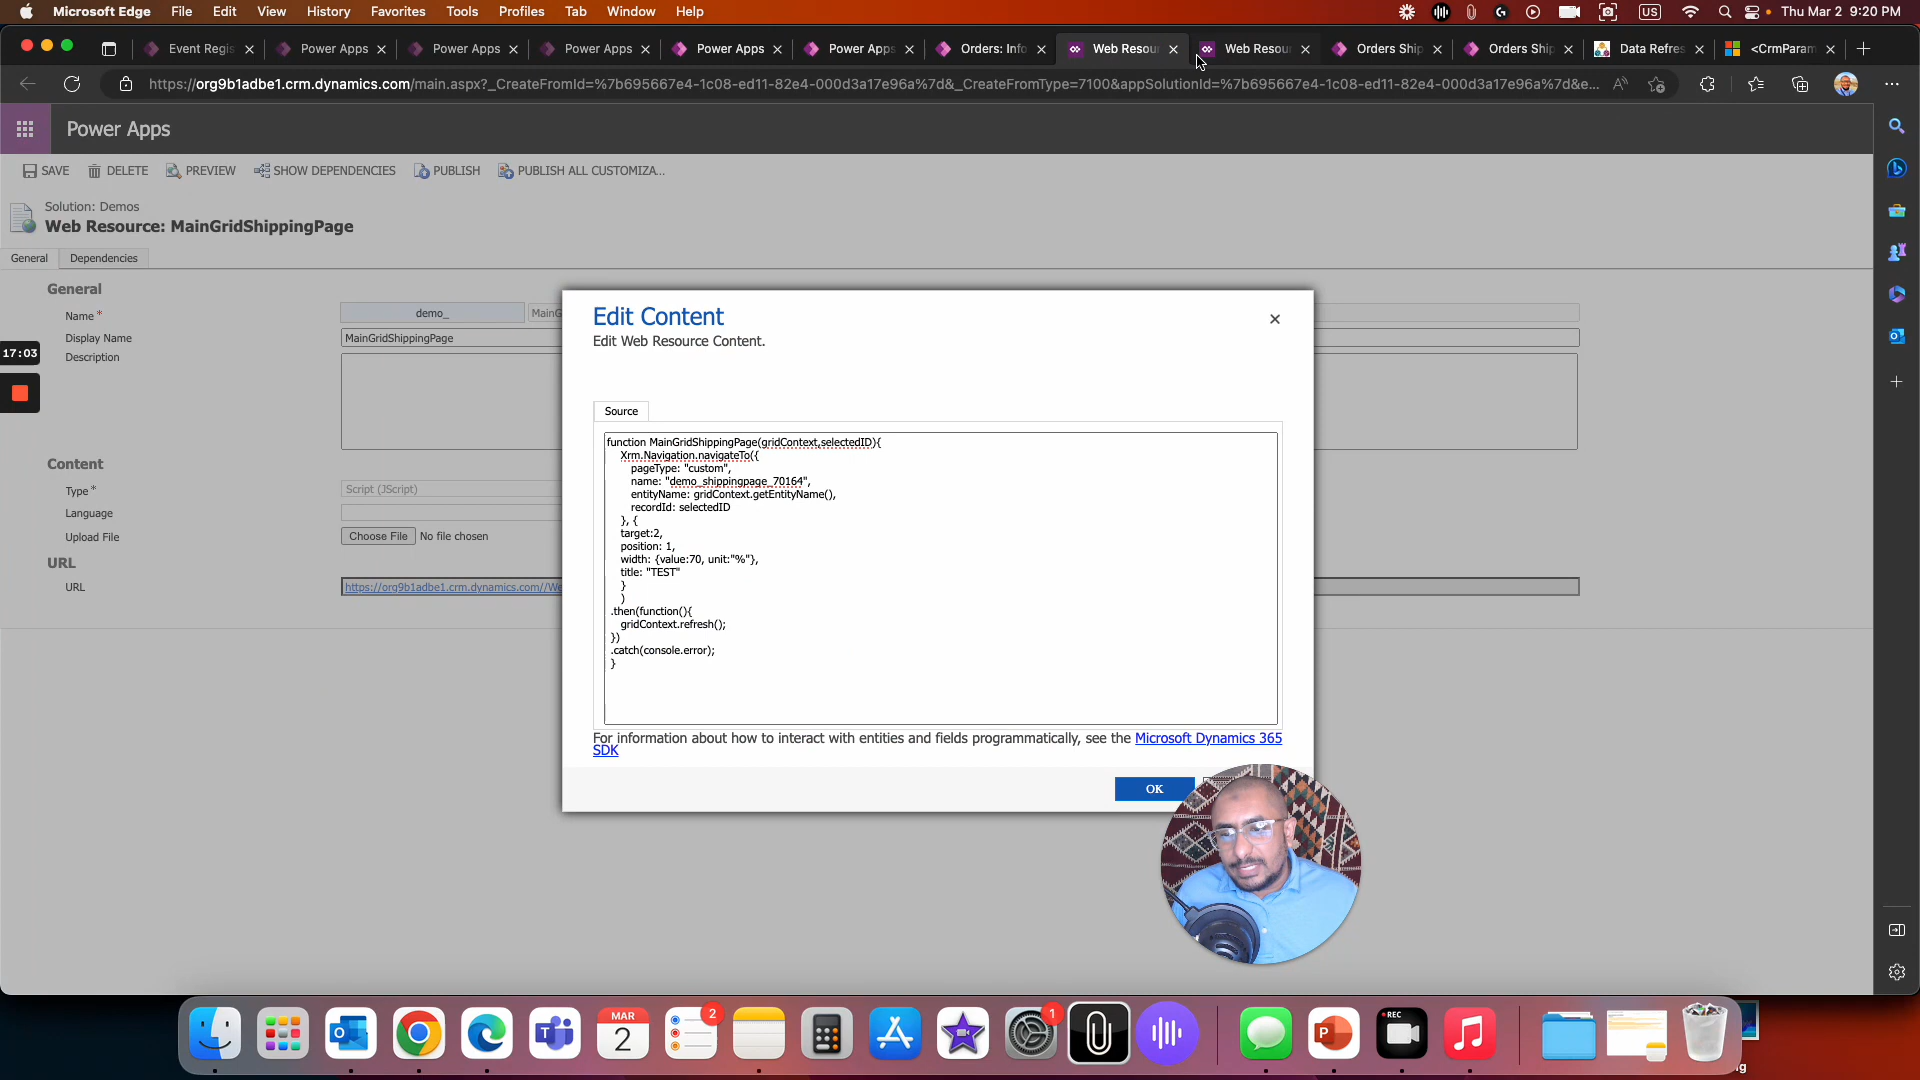 Microsoft Edge File Edit View History Favorites Tools Profiles Tab Window Help US Thu Mar 2 9:20 PM
Event Regis Power Apps Power Apps Power Apps Power Apps Power Apps Orders: Info Web Resour Web Resour Orders Ship Orders Ship Data Refres <CrmParam
https://org9b1adbe1.crm.dynamics.com/main.aspx?_CreateFromId=%7b695667e4-1c08-ed11-82e4-000d3a17e96a%7d&_CreateFromType=7100&appSolutionId=%7b695667e4-1c08-ed11-82e4-000d3a17e96a%7d&e...
Power Apps
SAVE DELETE PREVIEW SHOW DEPENDENCIES PUBLISH PUBLISH ALL CUSTOMIZA...
Solution: Demos
Web Resource: MainGridShippingPage
General Dependencies
General
Name * demo_ MainG
Display Name MainGridShippingPage
Description
17:03
Content
Type * Script (JScript)
Language
Upload File Choose File No file chosen
URL
URL https://org9b1adbe1.crm.dynamics.com//We
Edit Content
Edit Web Resource Content.
Source
function MainGridShippingPage(gridContext,selectedID){
Xrm.Navigation.navigateTo({
pageType: "custom",
name: "demo_shippingpage_70164",
entityName: gridContext.getEntityName(),
recordId: selectedID
}, {
target:2,
position: 1,
width: {value:70, unit:"%"},
title: "TEST"
}
)
.then(function(){
gridContext.refresh();
})
.catch(console.error);
}
For information about how to interact with entities and fields programmatically, see the Microsoft Dynamics 365
SDK
OK
MAR
2
2
1
REC